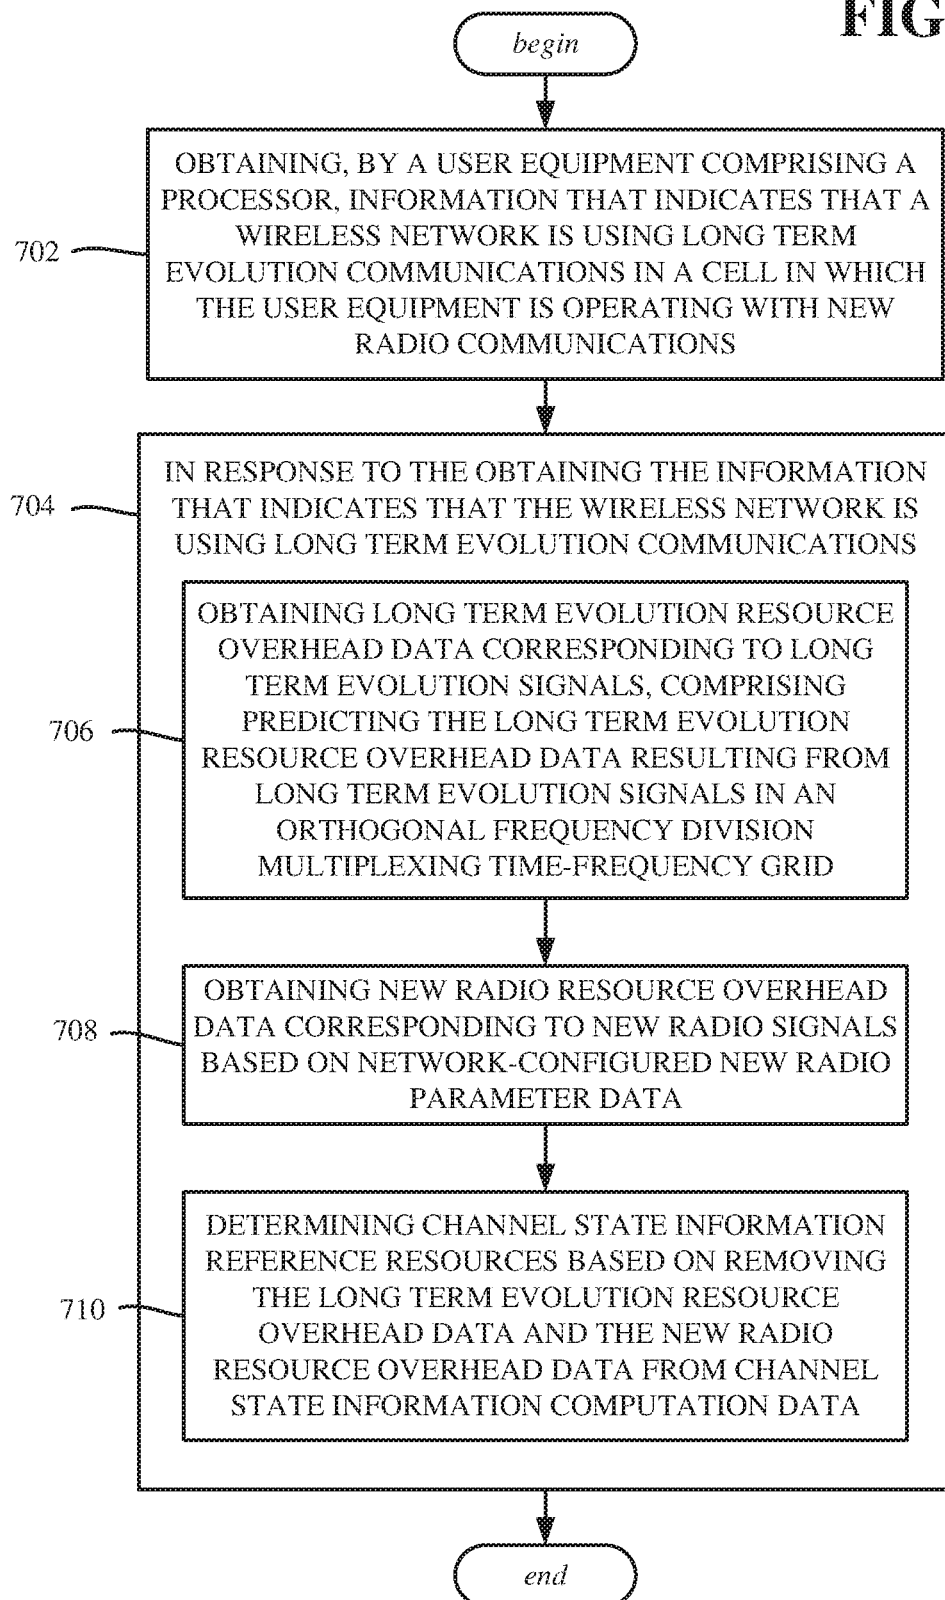 FIG
begin
702
OBTAINING, BY A USER EQUIPMENT COMPRISING A
PROCESSOR, INFORMATION THAT INDICATES THAT A
WIRELESS NETWORK IS USING LONG TERM
EVOLUTION COMMUNICATIONS IN A CELL IN WHICH
THE USER EQUIPMENT IS OPERATING WITH NEW
RADIO COMMUNICATIONS
704
IN RESPONSE TO THE OBTAINING THE INFORMATION
THAT INDICATES THAT THE WIRELESS NETWORK IS
USING LONG TERM EVOLUTION COMMUNICATIONS
706
OBTAINING LONG TERM EVOLUTION RESOURCE
OVERHEAD DATA CORRESPONDING TO LONG
TERM EVOLUTION SIGNALS, COMPRISING
PREDICTING THE LONG TERM EVOLUTION
RESOURCE OVERHEAD DATA RESULTING FROM
LONG TERM EVOLUTION SIGNALS IN AN
ORTHOGONAL FREQUENCY DIVISION
MULTIPLEXING TIME-FREQUENCY GRID
708
OBTAINING NEW RADIO RESOURCE OVERHEAD
DATA CORRESPONDING TO NEW RADIO SIGNALS
BASED ON NETWORK-CONFIGURED NEW RADIO
PARAMETER DATA
710
DETERMINING CHANNEL STATE INFORMATION
REFERENCE RESOURCES BASED ON REMOVING
THE LONG TERM EVOLUTION RESOURCE
OVERHEAD DATA AND THE NEW RADIO
RESOURCE OVERHEAD DATA FROM CHANNEL
STATE INFORMATION COMPUTATION DATA
end